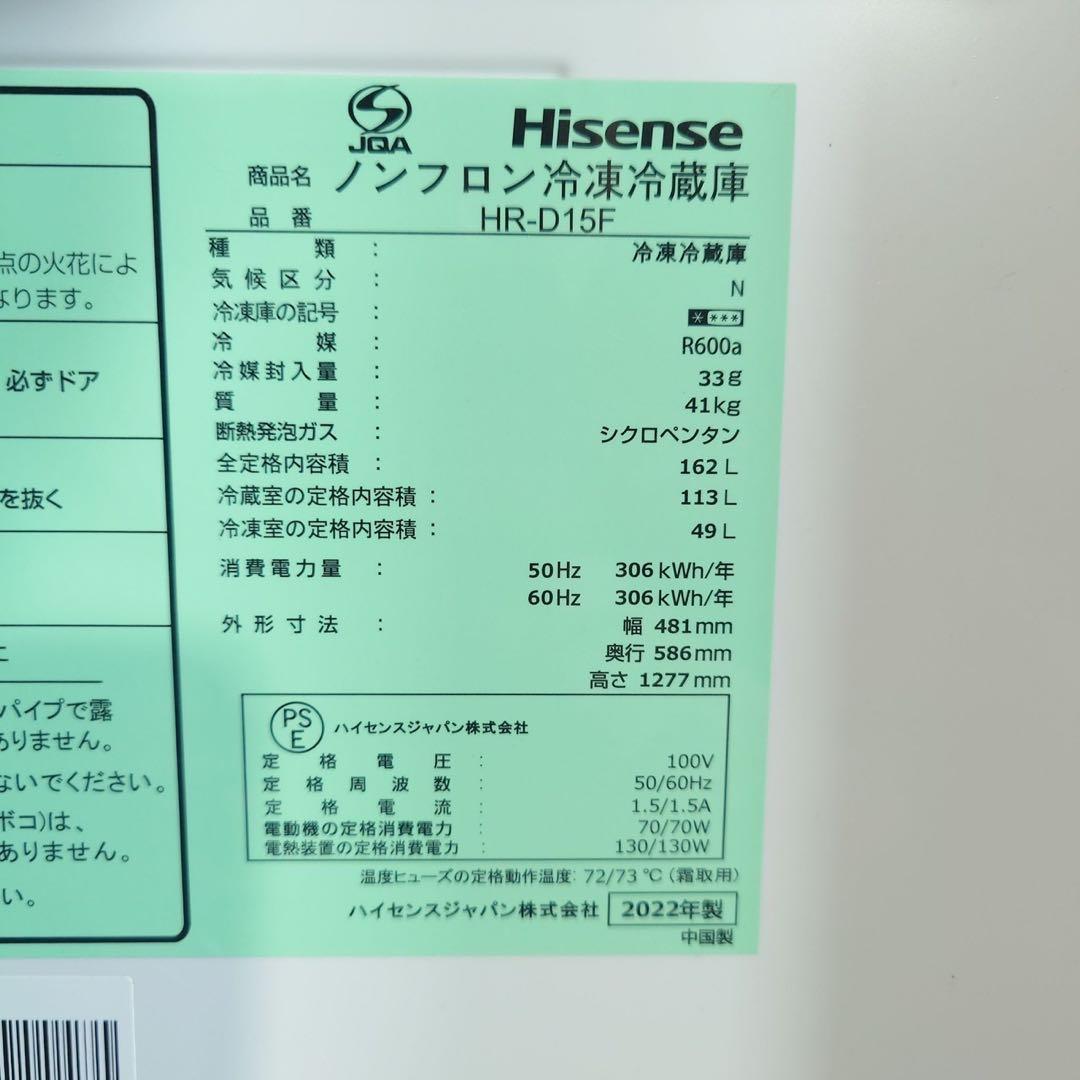 点の火花によ
なります。
必ずドア
を抜く
に
パイプで露
ありません。
ないでください。
ボコ)は、
ありません。
い。
JQA
Hisense
商品名 ノンフロン冷凍冷蔵庫
品番 HR-D15F
種類 : 冷凍冷蔵庫
気候区分 : N
冷凍庫の記号 : ****
冷媒 : R600a
冷媒封入量 : 33g
質量 : 41kg
断熱発泡ガス : シクロペンタン
全定格内容積 : 162 L
冷蔵室の定格内容積 : 113 L
冷凍室の定格内容積 : 49 L
消費電力量 : 50Hz 306 kWh/年
60Hz 306 kWh/年
外形寸法 : 幅 481mm
奥行 586mm
高さ 1277mm
PSE ハイセンスジャパン株式会社
定格電圧 : 100V
定格周波数 : 50/60Hz
定格電流 : 1.5/1.5A
電動機の定格消費電力 : 70/70W
電熱装置の定格消費電力 : 130/130W
温度ヒューズの定格動作温度: 72/73 ℃ (霜取用)
ハイセンスジャパン株式会社 2022年製
中国製